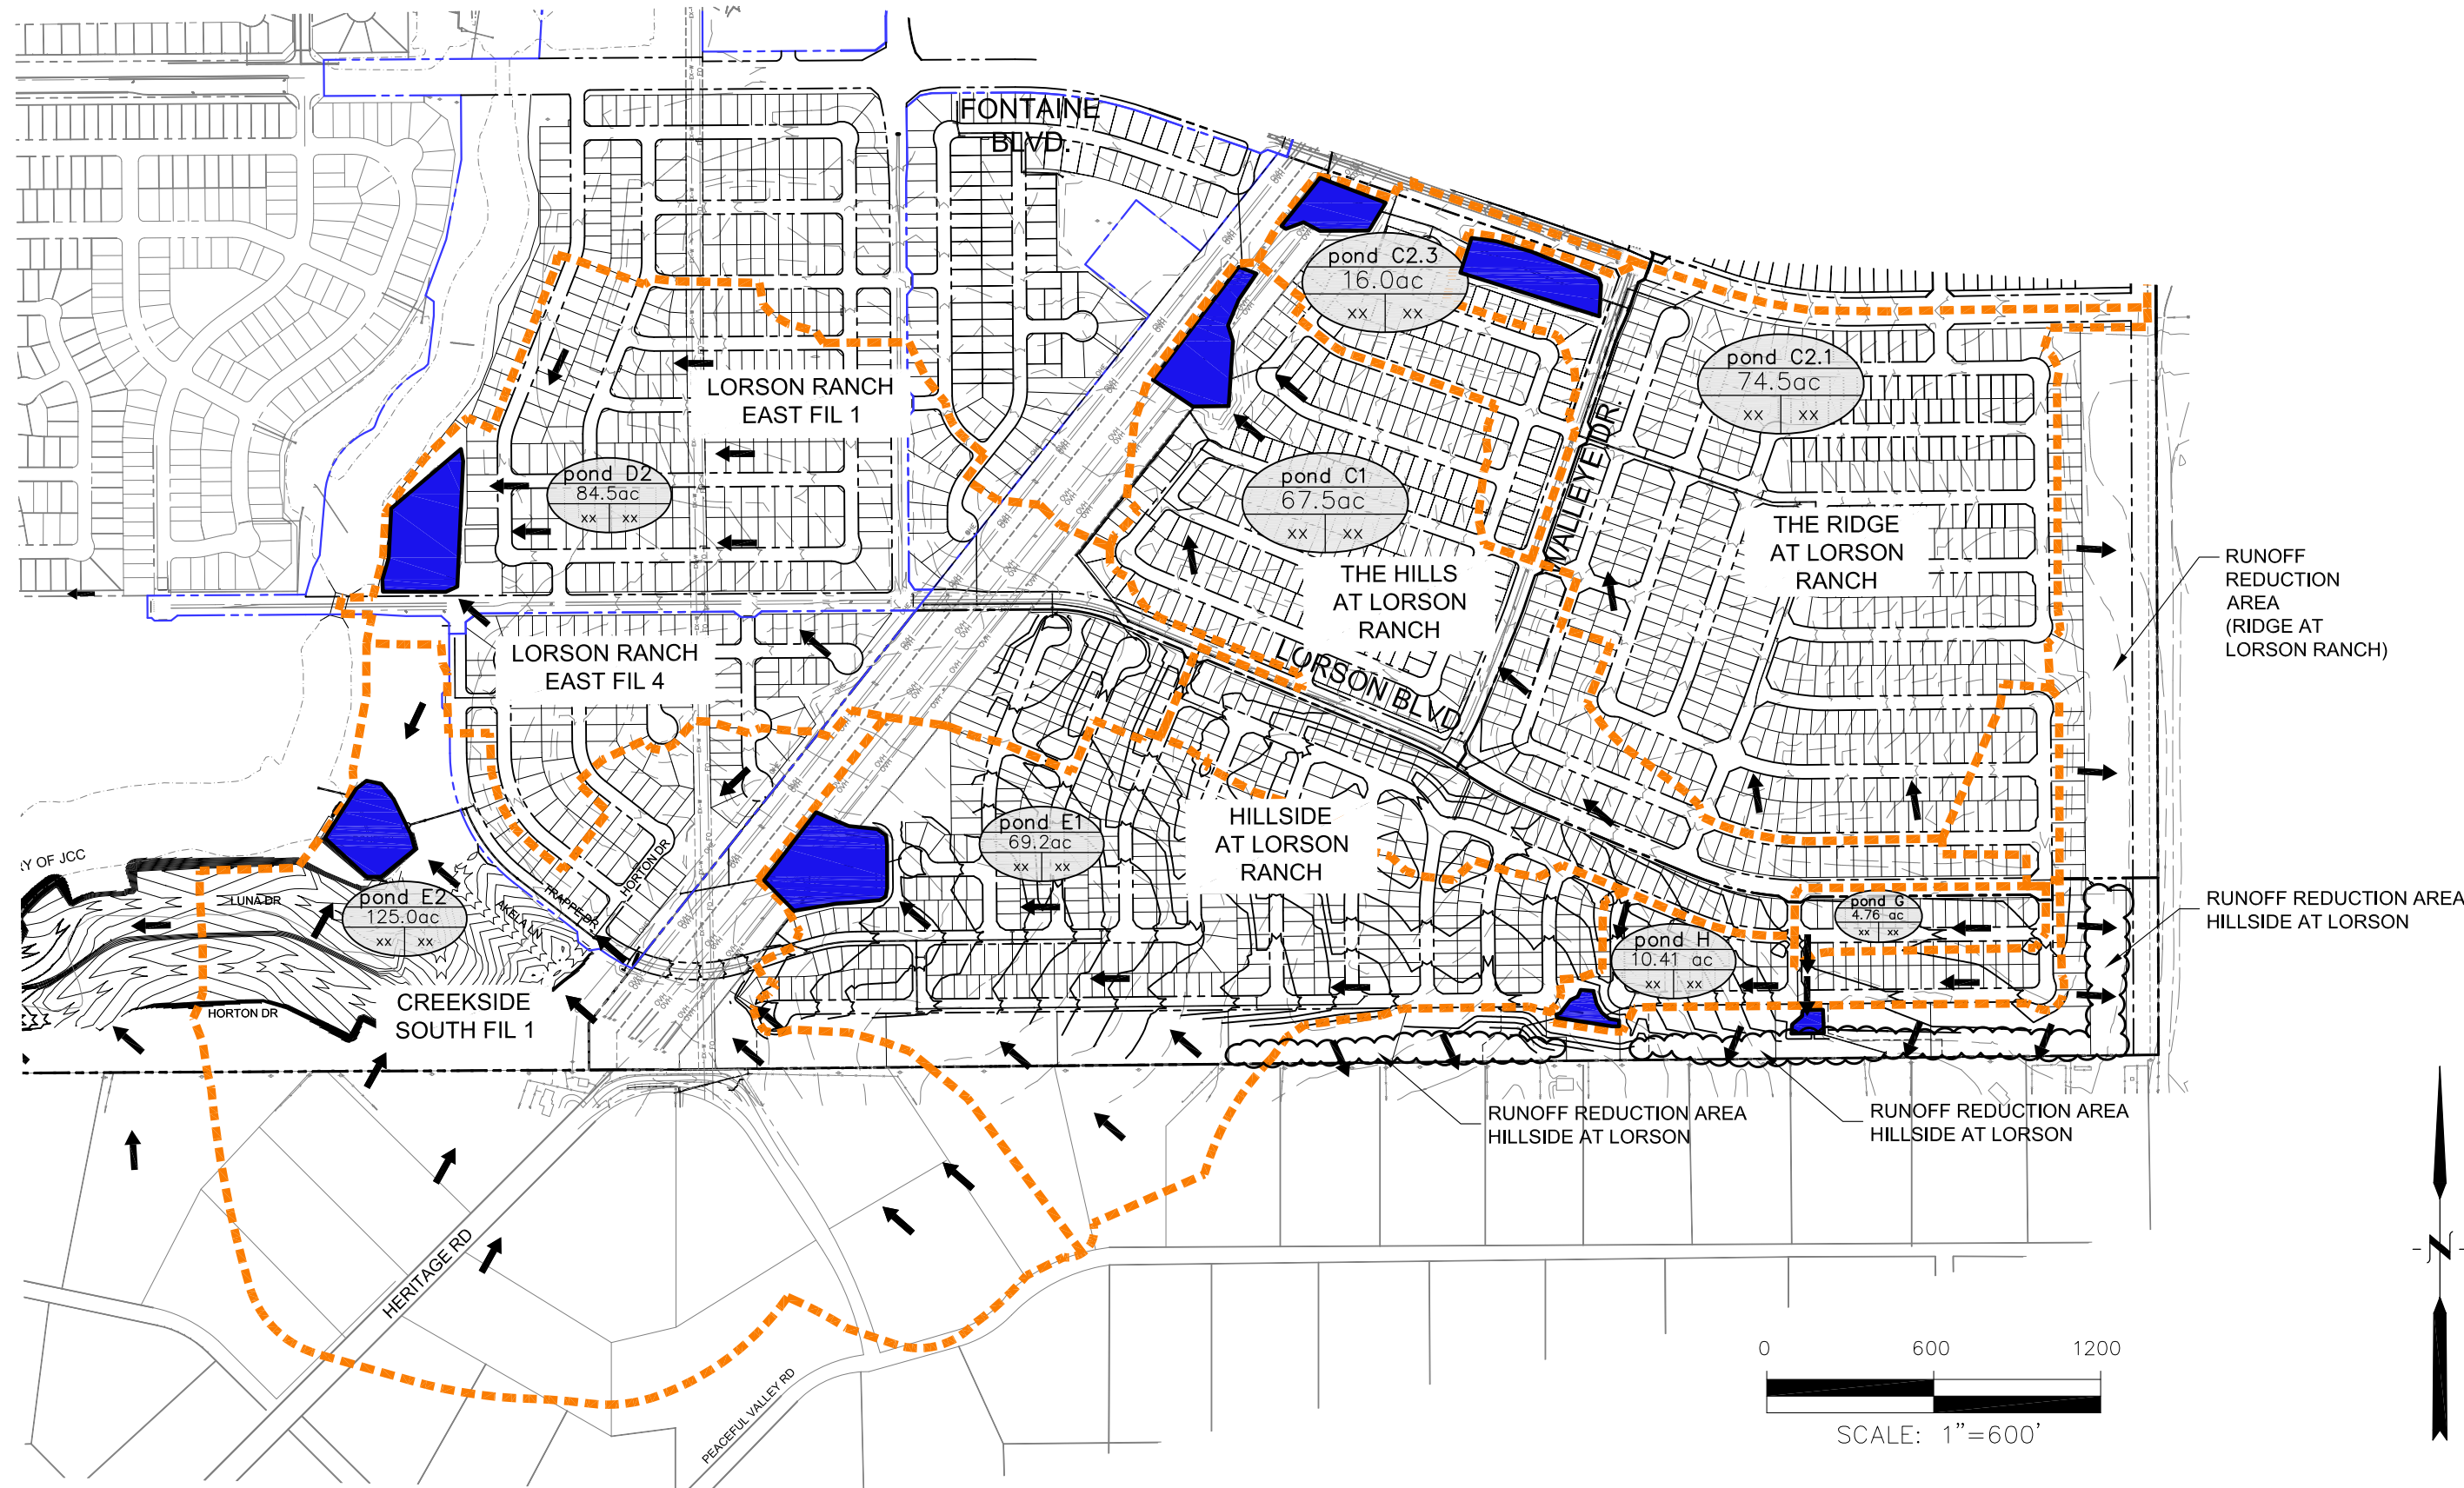 FONTAINE
BLVD.
pond C2.3
16.0ac
xx xx
pond C2.1
74.5ac
xx xx
LORSON RANCH
EAST FIL 1
pond D2
84.5ac
xx xx
pond C1
67.5ac
xx xx
WALLEYE DR.
THE RIDGE
AT LORSON
RANCH
THE HILLS
AT LORSON
RANCH
RUNOFF
REDUCTION
AREA
(RIDGE AT
LORSON RANCH)
LORSON RANCH
EAST FIL 4
LORSON BLVD
HILLSIDE
AT LORSON
RANCH
pond E1
69.2ac
xx xx
HORTON DR
TRAPPE DR
AKELA LN
Y OF JCC
LUNA DR
pond E2
125.0ac
xx xx
pond G
4.76 ac
xx xx
pond H
10.41 ac
xx xx
RUNOFF REDUCTION AREA
HILLSIDE AT LORSON
CREEKSIDE
SOUTH FIL 1
HORTON DR
RUNOFF REDUCTION AREA
HILLSIDE AT LORSON
RUNOFF REDUCTION AREA
HILLSIDE AT LORSON
HERITAGE RD
PEACEFUL VALLEY RD
N
0 600 1200
SCALE: 1"=600'